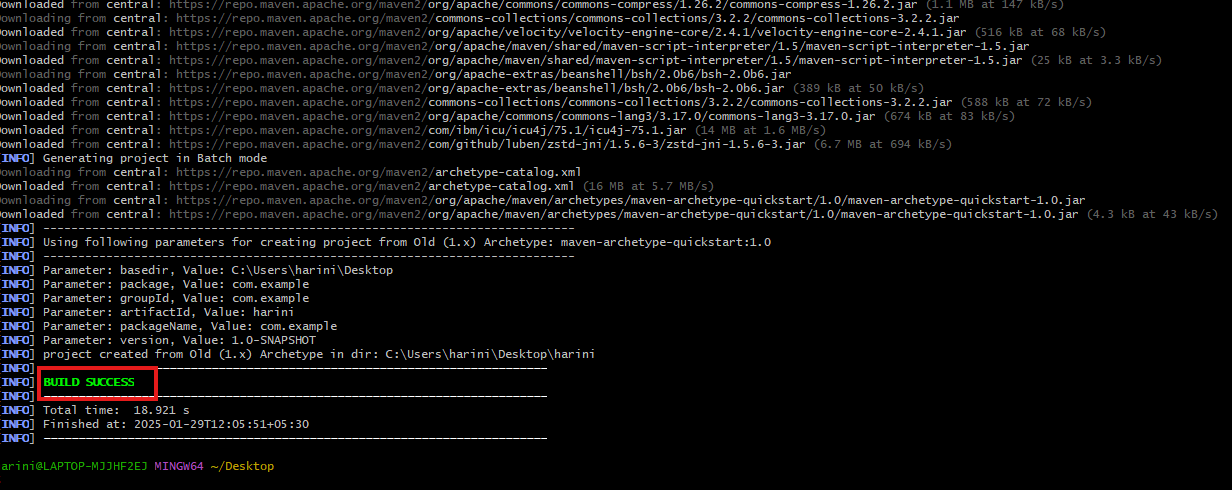 ownloaded from central: https://repo.maven.apache.org/maven2/org/apache/commons/commons-compress/1.26.2/commons-compress-1.26.2.jar (1.1 MB at 147 kB/s)
ownloading from central: https://repo.maven.apache.org/maven2/commons-collections/commons-collections/3.2.2/commons-collections-3.2.2.jar
ownloaded from central: https://repo.maven.apache.org/maven2/org/apache/velocity/velocity-engine-core/2.4.1/velocity-engine-core-2.4.1.jar (516 kB at 68 kB/s)
ownloading from central: https://repo.maven.apache.org/maven2/org/apache/maven/shared/maven-script-interpreter/1.5/maven-script-interpreter-1.5.jar
ownloaded from central: https://repo.maven.apache.org/maven2/org/apache/maven/shared/maven-script-interpreter/1.5/maven-script-interpreter-1.5.jar (25 kB at 3.3 kB/s)
ownloading from central: https://repo.maven.apache.org/maven2/org/apache-extras/beanshell/bsh/2.0b6/bsh-2.0b6.jar
ownloaded from central: https://repo.maven.apache.org/maven2/org/apache-extras/beanshell/bsh/2.0b6/bsh-2.0b6.jar (389 kB at 50 kB/s)
ownloaded from central: https://repo.maven.apache.org/maven2/commons-collections/commons-collections/3.2.2/commons-collections-3.2.2.jar (588 kB at 72 kB/s)
ownloaded from central: https://repo.maven.apache.org/maven2/org/apache/commons/commons-lang3/3.17.0/commons-lang3-3.17.0.jar (674 kB at 83 kB/s)
ownloaded from central: https://repo.maven.apache.org/maven2/com/ibm/icu/icu4j/75.1/icu4j-75.1.jar (14 MB at 1.6 MB/s)
ownloaded from central: https://repo.maven.apache.org/maven2/com/github/luben/zstd-jni/1.5.6-3/zstd-jni-1.5.6-3.jar (6.7 MB at 694 kB/s)
[INFO] Generating project in Batch mode
ownloading from central: https://repo.maven.apache.org/maven2/archetype-catalog.xml
ownloaded from central: https://repo.maven.apache.org/maven2/archetype-catalog.xml (16 MB at 5.7 MB/s)
ownloading from central: https://repo.maven.apache.org/maven2/org/apache/maven/archetypes/maven-archetype-quickstart/1.0/maven-archetype-quickstart-1.0.jar
ownloaded from central: https://repo.maven.apache.org/maven2/org/apache/maven/archetypes/maven-archetype-quickstart/1.0/maven-archetype-quickstart-1.0.jar (4.3 kB at 43 kB/s)
[INFO] ----------------------------------------------------------------------------
[INFO] Using following parameters for creating project from Old (1.x) Archetype: maven-archetype-quickstart:1.0
[INFO] ----------------------------------------------------------------------------
[INFO] Parameter: basedir, Value: C:\Users\harini\Desktop
[INFO] Parameter: package, Value: com.example
[INFO] Parameter: groupId, Value: com.example
[INFO] Parameter: artifactId, Value: harini
[INFO] Parameter: packageName, Value: com.example
[INFO] Parameter: version, Value: 1.0-SNAPSHOT
[INFO] project created from Old (1.x) Archetype in dir: C:\Users\harini\Desktop\harini
[INFO] ------------------------------------------------------------------------
[INFO] BUILD SUCCESS
[INFO] ------------------------------------------------------------------------
[INFO] Total time:  18.921 s
[INFO] Finished at: 2025-01-29T12:05:51+05:30
[INFO] ------------------------------------------------------------------------
arini@LAPTOP-MJJHF2EJ MINGW64 ~/Desktop